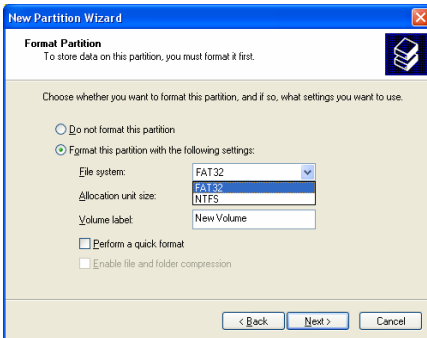 New Partition Wizard
Format Partition
To store data on this partition, you must format it first.
Choose whether you want to format this partition, and if so, what settings you want to use.
Do not format this partition
Format this partition with the following settings:
File system: FAT32
FAT32
Allocation unit size: NTFS
Volume label: New Volume
Perform a quick format
Enable file and folder compression
< Back Next > Cancel